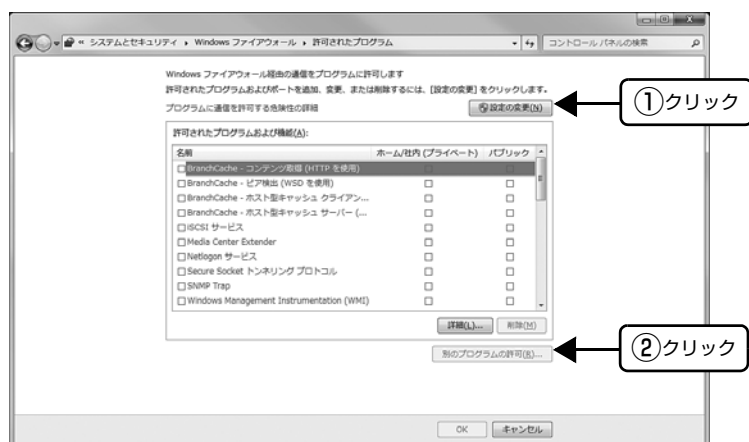 « システムとセキュリティ ▸ Windows ファイアウォール ▸ 許可されたプログラム
コントロール パネルの検索
Windows ファイアウォール経由の通信をプログラムに許可します
許可されたプログラムおよびポートを追加、変更、または削除するには、[設定の変更] をクリックします。
プログラムに通信を許可する危険性の詳細
設定の変更(N)
①クリック
許可されたプログラムおよび機能(A):
名前 ホーム/社内 (プライベート) パブリック
BranchCache - コンテンツ取得 (HTTP を使用)
BranchCache - ピア検出 (WSD を使用)
BranchCache - ホスト型キャッシュ クライアン...
BranchCache - ホスト型キャッシュ サーバー (...
iSCSI サービス
Media Center Extender
Netlogon サービス
Secure Socket トンネリング プロトコル
SNMP Trap
Windows Management Instrumentation (WMI)
詳細(L)... 削除(M)
別のプログラムの許可(R)...
②クリック
OK キャンセル